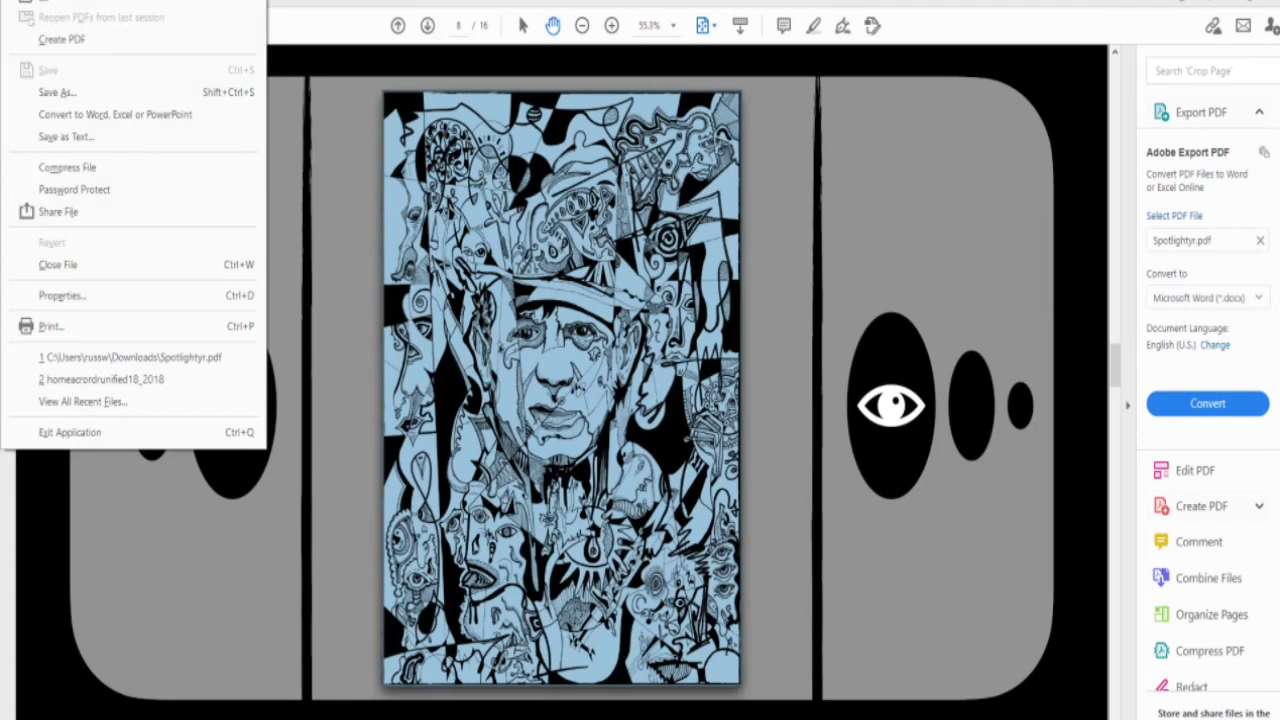 Reopen PDFs from last session
Create PDF
Save Ctrl+S
Save As... Shift+Ctrl+S
Convert to Word, Excel or PowerPoint
Save as Text...
Compress File
Password Protect
Share File
Revert
Close File Ctrl+W
Properties... Ctrl+D
Print... Ctrl+P
1 C:\Users\russw\Downloads\Spotlightyr.pdf
2 homeacrordrunified18_2018
View All Recent Files...
Exit Application Ctrl+Q
8 / 16
55.3%
Search 'Crop Page'
Export PDF
Adobe Export PDF
Convert PDF Files to Word
or Excel Online
Select PDF File
Spotlightyr.pdf
Convert to
Microsoft Word (*.docx)
Document Language:
English (U.S.) Change
Convert
Edit PDF
Create PDF
Comment
Combine Files
Organize Pages
Compress PDF
Redact
Store and share files in the